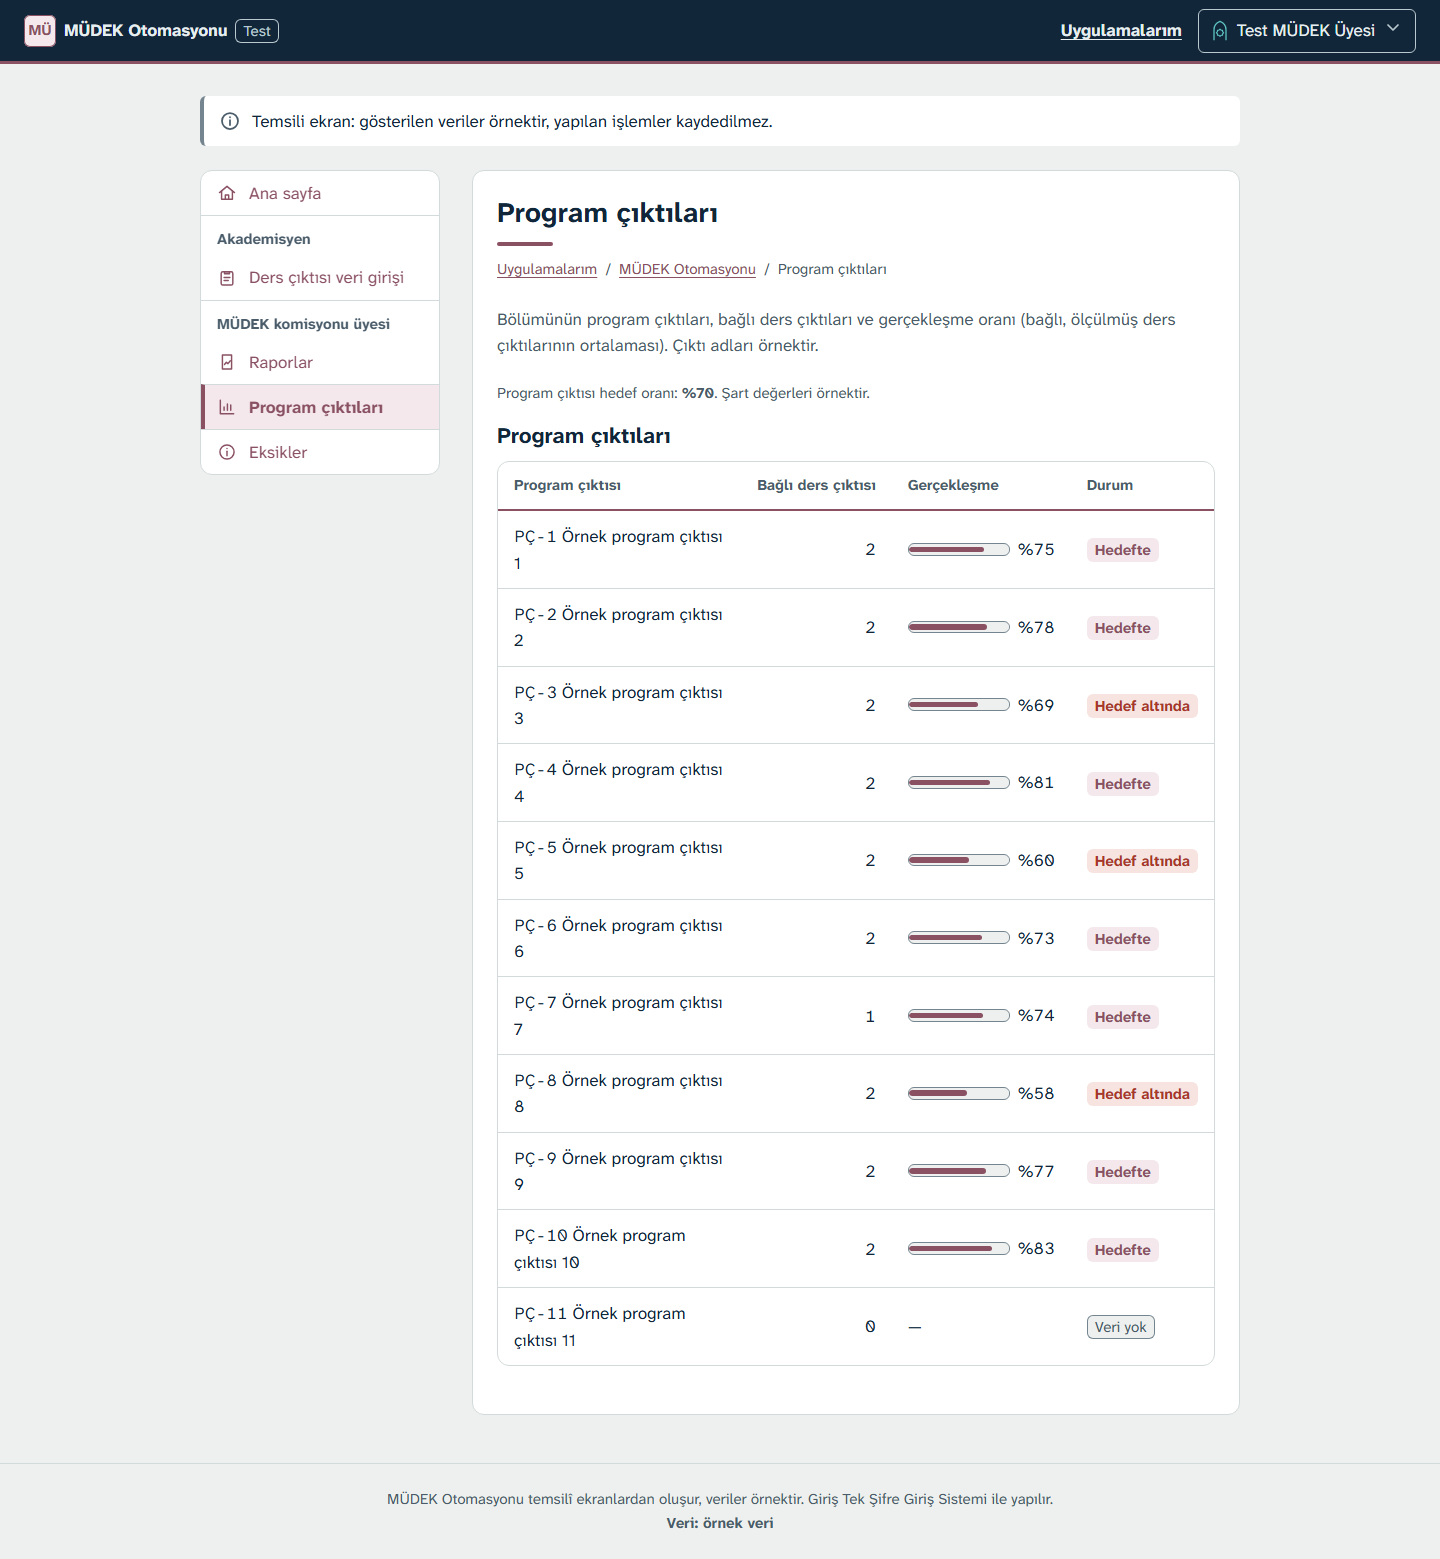 MÜ MÜDEK Otomasyonu Test
Uygulamalarım
Test MÜDEK Üyesi
Temsili ekran: gösterilen veriler örnektir, yapılan işlemler kaydedilmez.
Ana sayfa
Akademisyen
Ders çıktısı veri girişi
MÜDEK komisyonu üyesi
Raporlar
Program çıktıları
Eksikler
Program çıktıları
Uygulamalarım / MÜDEK Otomasyonu / Program çıktıları
Bölümünün program çıktıları, bağlı ders çıktıları ve gerçekleşme oranı (bağlı, ölçülmüş ders
çıktılarının ortalaması). Çıktı adları örnektir.
Program çıktısı hedef oranı: %70. Şart değerleri örnektir.
Program çıktıları
Program çıktısı Bağlı ders çıktısı Gerçekleşme Durum
PÇ-1 Örnek program çıktısı
1
2 %75 Hedefte
PÇ-2 Örnek program çıktısı
2
2 %78 Hedefte
PÇ-3 Örnek program çıktısı
3
2 %69 Hedef altında
PÇ-4 Örnek program çıktısı
4
2 %81 Hedefte
PÇ-5 Örnek program çıktısı
5
2 %60 Hedef altında
PÇ-6 Örnek program çıktısı
6
2 %73 Hedefte
PÇ-7 Örnek program çıktısı
7
1 %74 Hedefte
PÇ-8 Örnek program çıktısı
8
2 %58 Hedef altında
PÇ-9 Örnek program çıktısı
9
2 %77 Hedefte
PÇ-10 Örnek program
çıktısı 10
2 %83 Hedefte
PÇ-11 Örnek program
çıktısı 11
0 — Veri yok
MÜDEK Otomasyonu temsilî ekranlardan oluşur, veriler örnektir. Giriş Tek Şifre Giriş Sistemi ile yapılır.
Veri: örnek veri